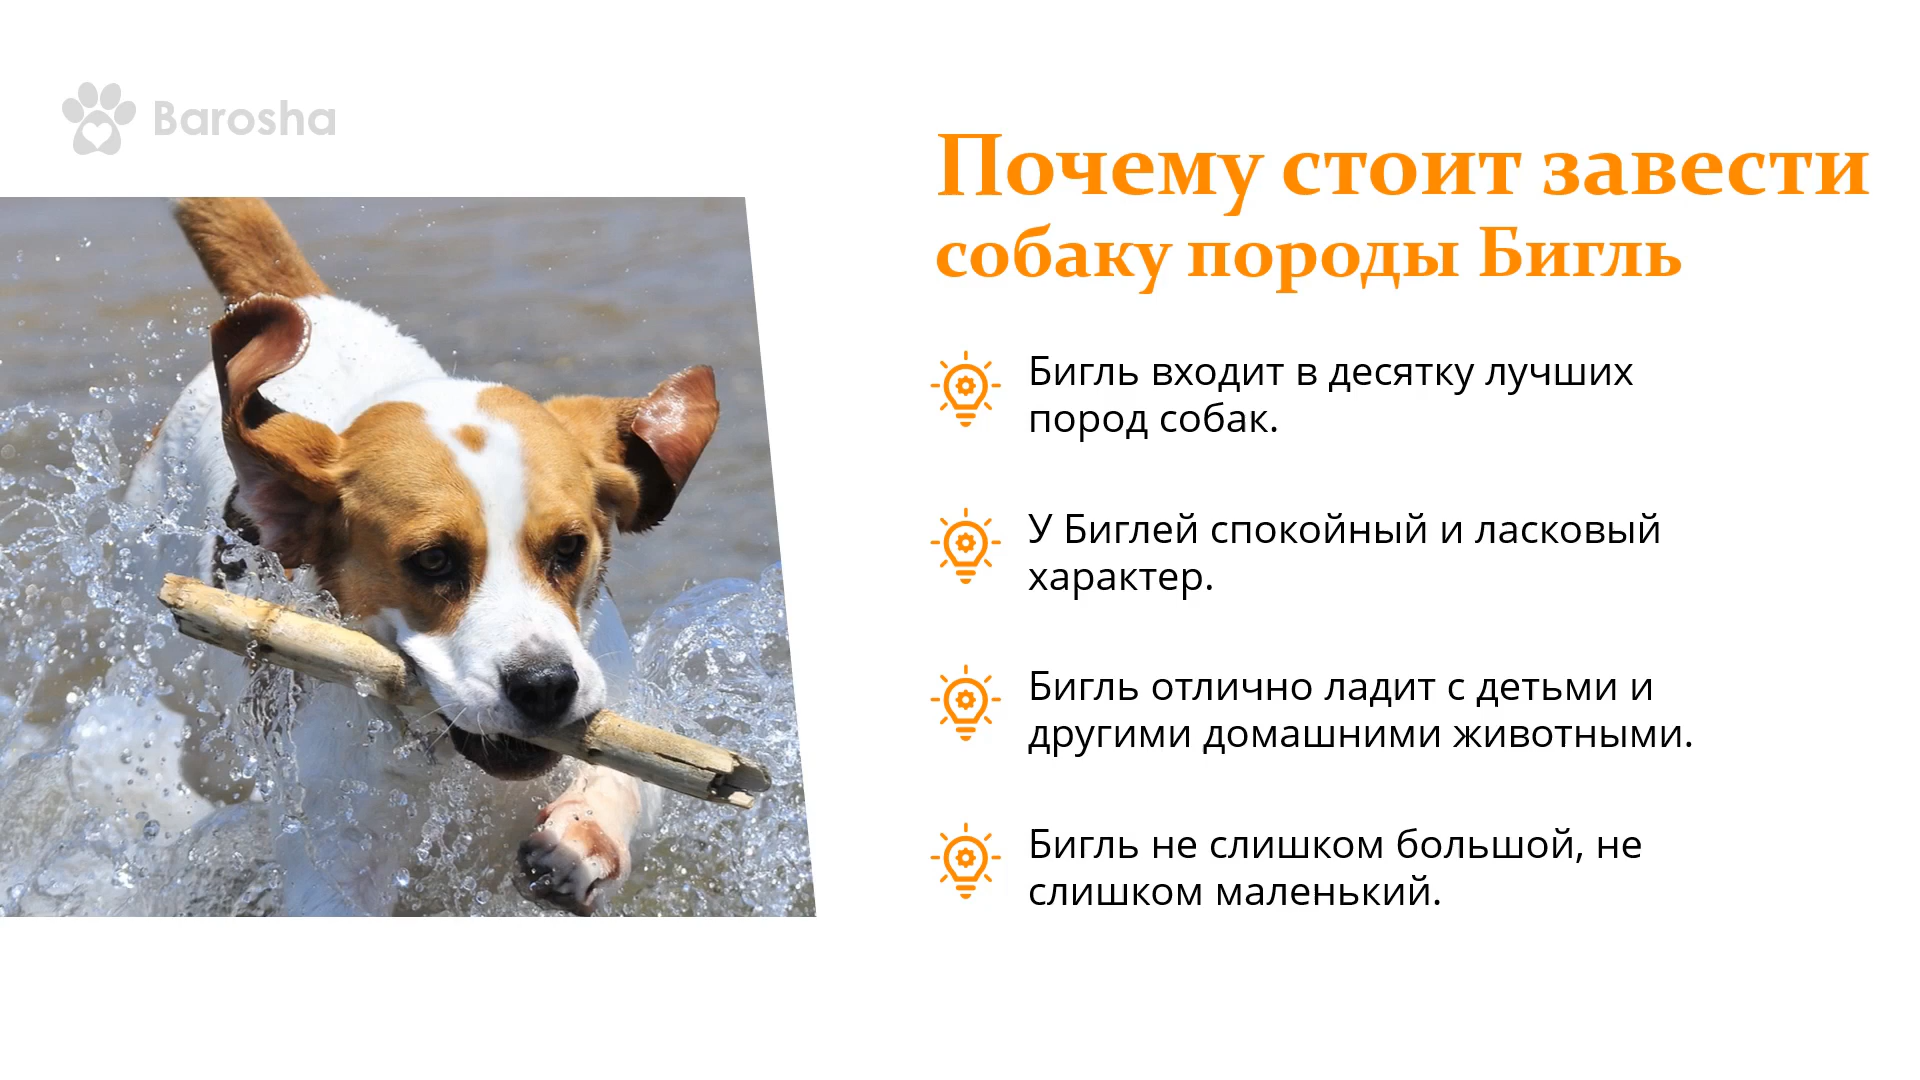 Barosha
Почему стоит завести
собаку породы Бигль
Бигль входит в десятку лучших
пород собак.
У Биглей спокойный и ласковый
характер.
Бигль отлично ладит с детьми и
другими домашними животными.
Бигль не слишком большой, не
слишком маленький.